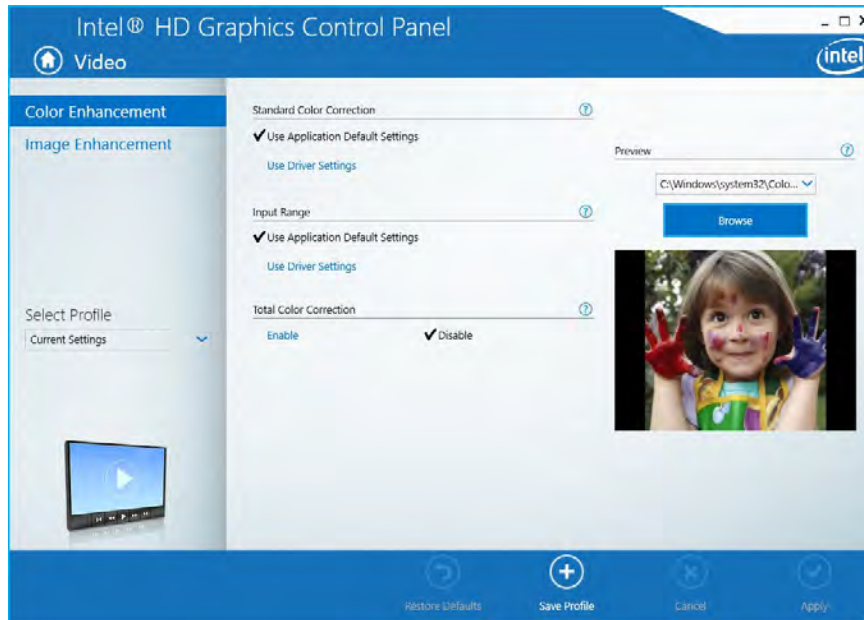 Intel® HD Graphics Control Panel
Video
intel
Color Enhancement
Image Enhancement
Select Profile
Current Settings
Standard Color Correction
Use Application Default Settings
Use Driver Settings
Input Range
Use Application Default Settings
Use Driver Settings
Total Color Correction
Enable
Disable
Preview
C:\Windows\system32\Colo...
Browse
Restore Defaults
Save Profile
Cancel
Apply